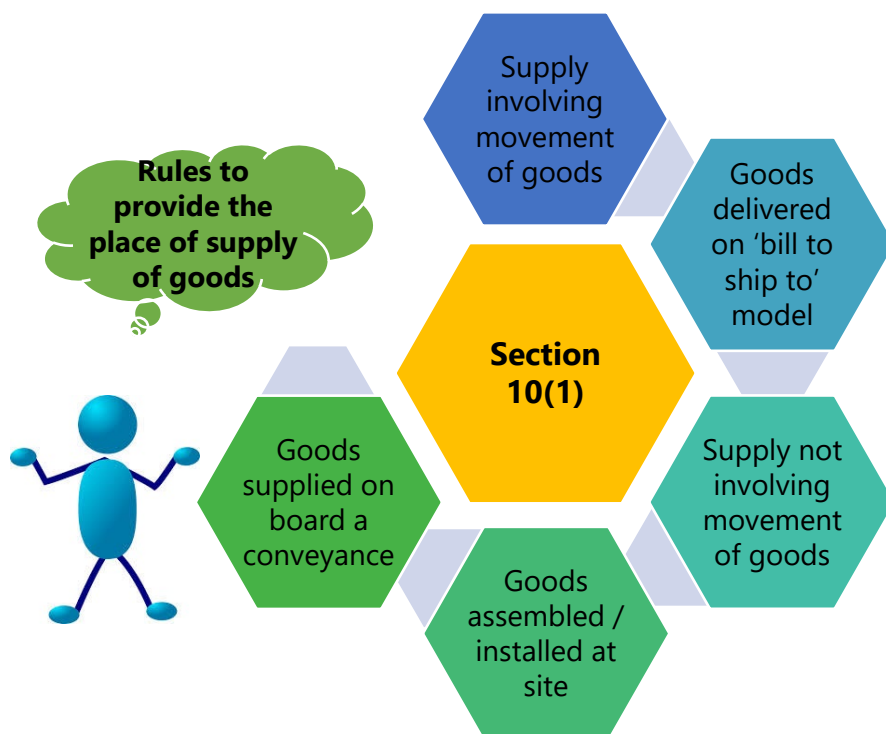 Rules to
provide the
place of supply
of goods
Section
10(1)
Supply
involving
movement
of goods
Goods
delivered
on ‘bill to
ship to’
model
Supply not
involving
movement
of goods
Goods
assembled /
installed at
site
Goods
supplied on
board a
conveyance